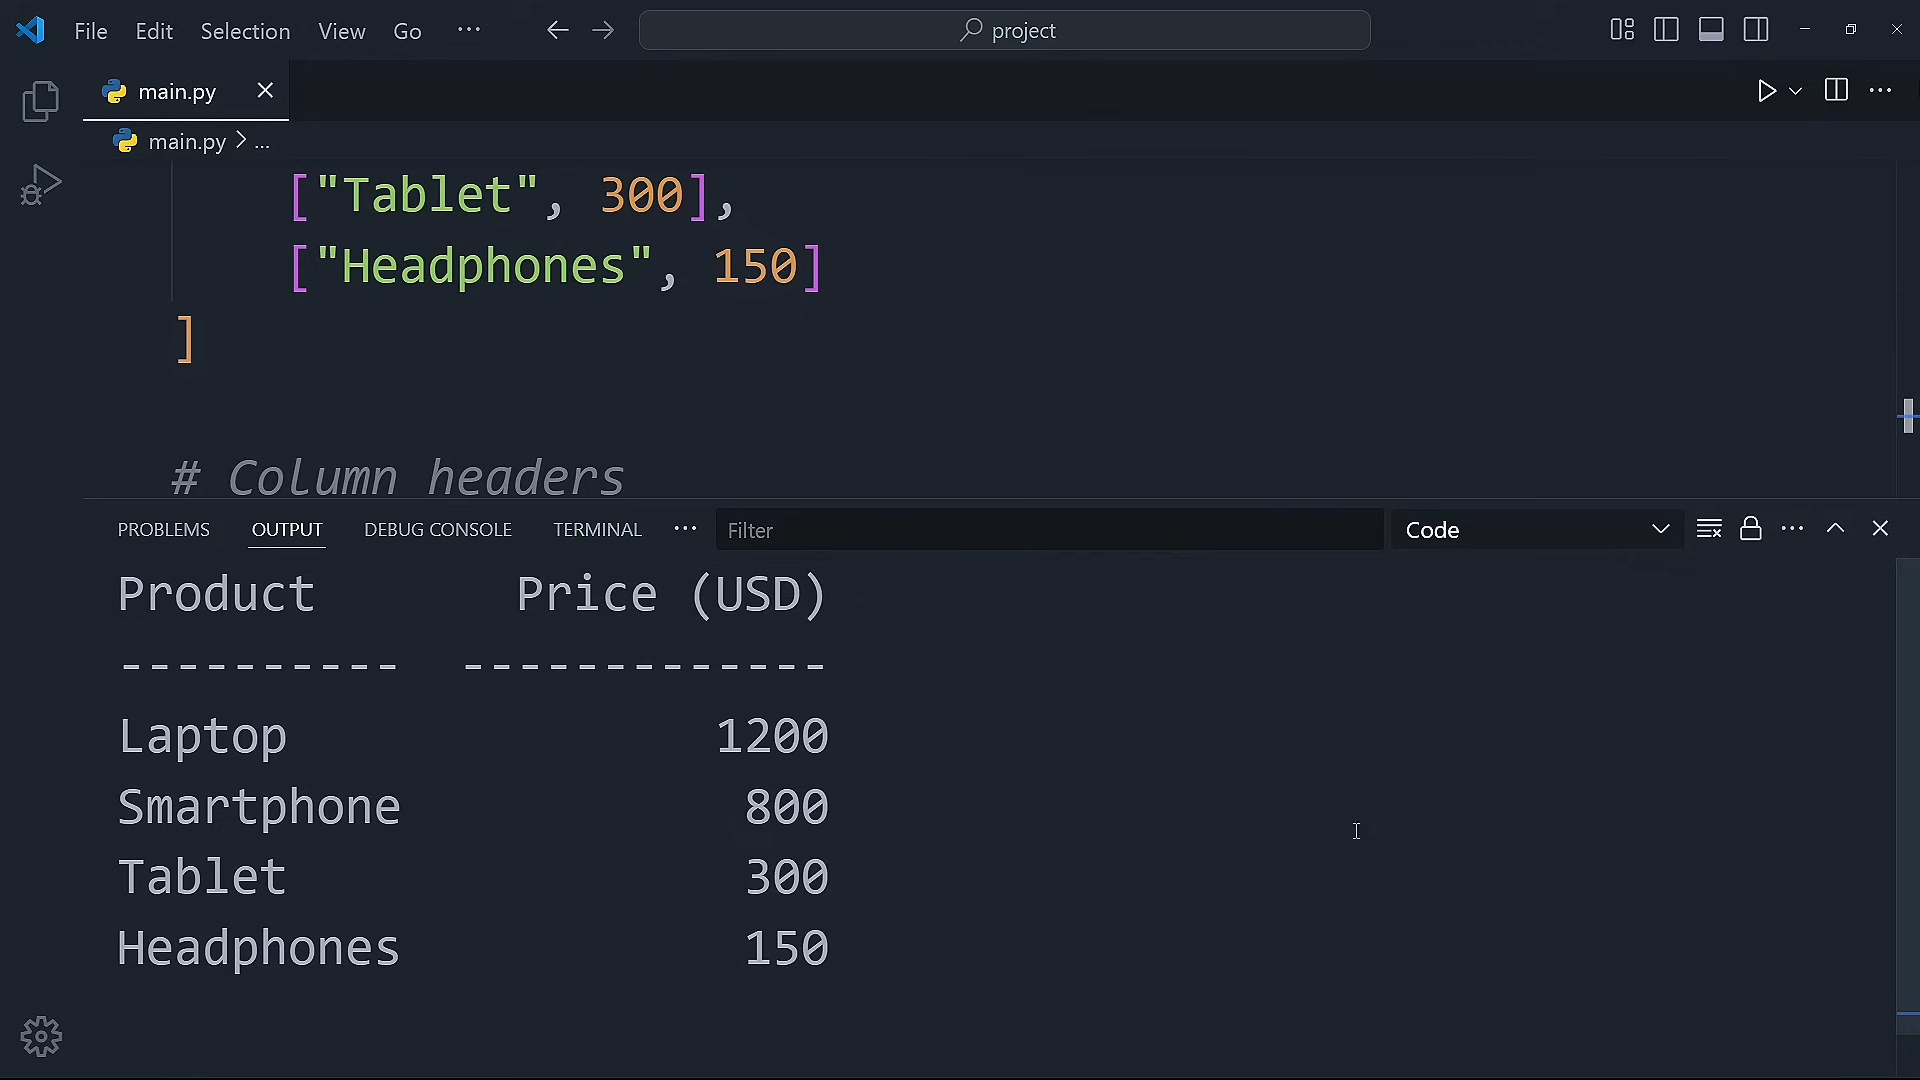 File Edit Selection View Go ... project
main.py
main.py > ...
["Tablet", 300],
["Headphones", 150]
]
# Column headers
PROBLEMS OUTPUT DEBUG CONSOLE TERMINAL ... Filter Code
Product Price (USD)
---------- -------------
Laptop 1200
Smartphone 800
Tablet 300
Headphones 150